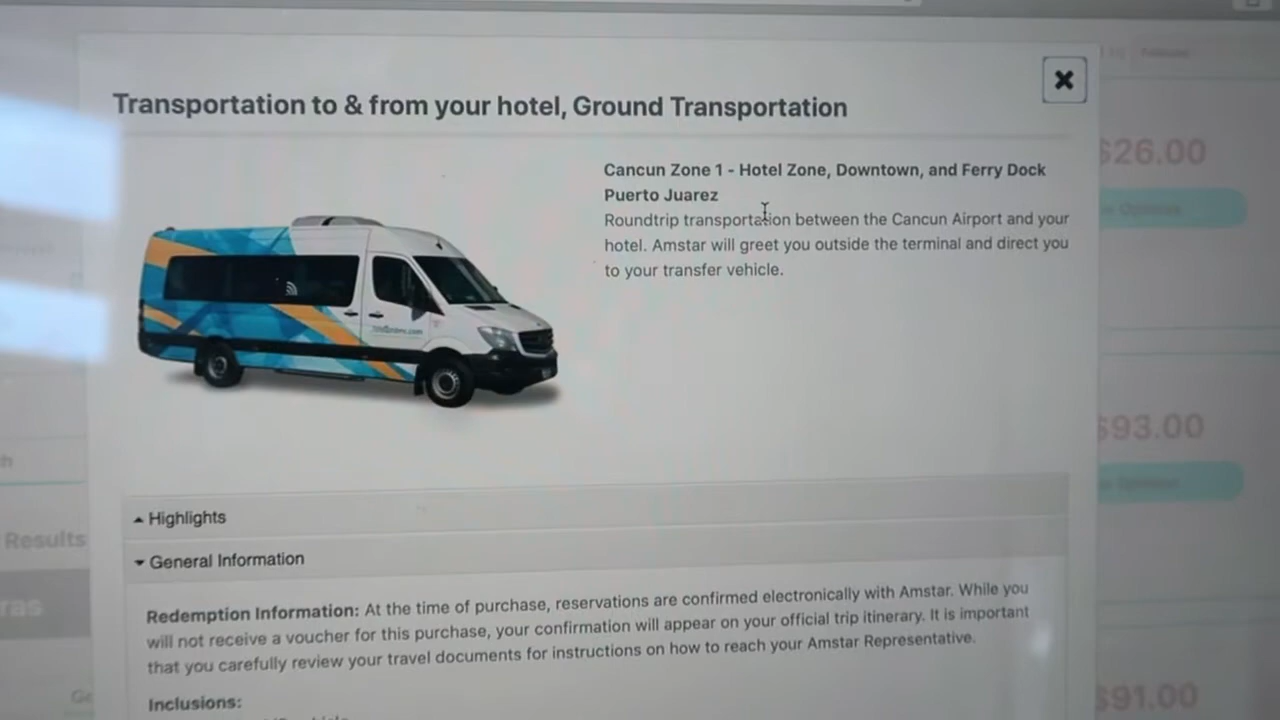 Transportation to & from your hotel, Ground Transportation
$26.00
Cancun Zone 1 - Hotel Zone, Downtown, and Ferry Dock
Puerto Juarez
Roundtrip transportation between the Cancun Airport and your
hotel. Amstar will greet you outside the terminal and direct you
to your transfer vehicle.
$93.00
Highlights
Results
General Information
ras
Redemption Information: At the time of purchase, reservations are confirmed electronically with Amstar. While you
will not receive a voucher for this purchase, your confirmation will appear on your official trip itinerary. It is important
that you carefully review your travel documents for instructions on how to reach your Amstar Representative.
$91.00
Inclusions: